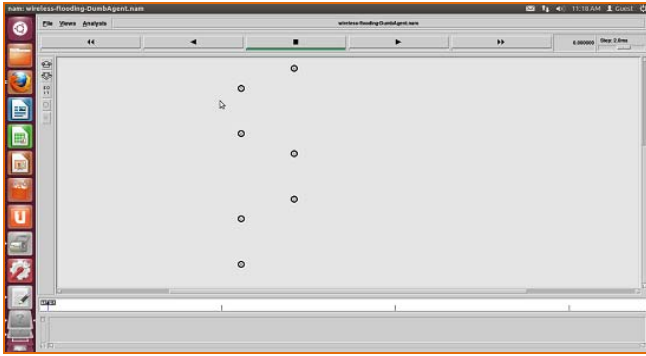 nam: wireless-flooding-DumbAgent.nam
11:18 AM Guest
File Views Analysis
wireless-flooding-DumbAgent.nam
0.000000 Step: 2.0ms